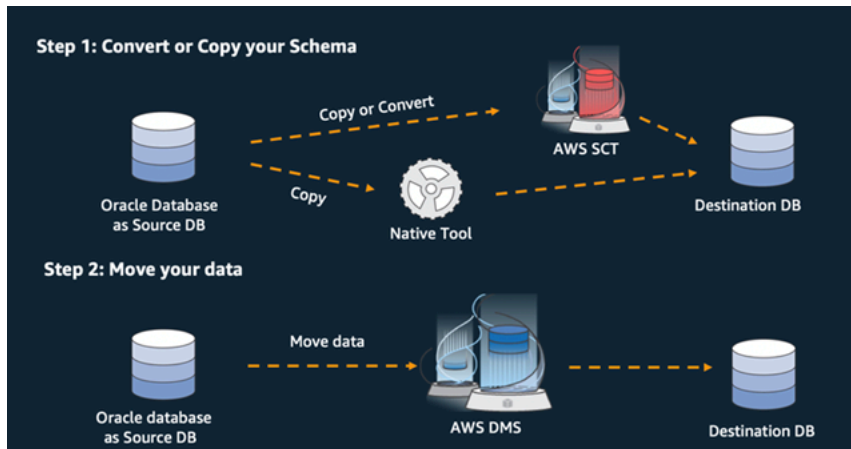 Step 1: Convert or Copy your Schema
Copy or Convert
AWS SCT
Oracle Database
as Source DB
Copy
Native Tool
Destination DB
Step 2: Move your data
Move data
Oracle database
as Source DB
AWS DMS
Destination DB